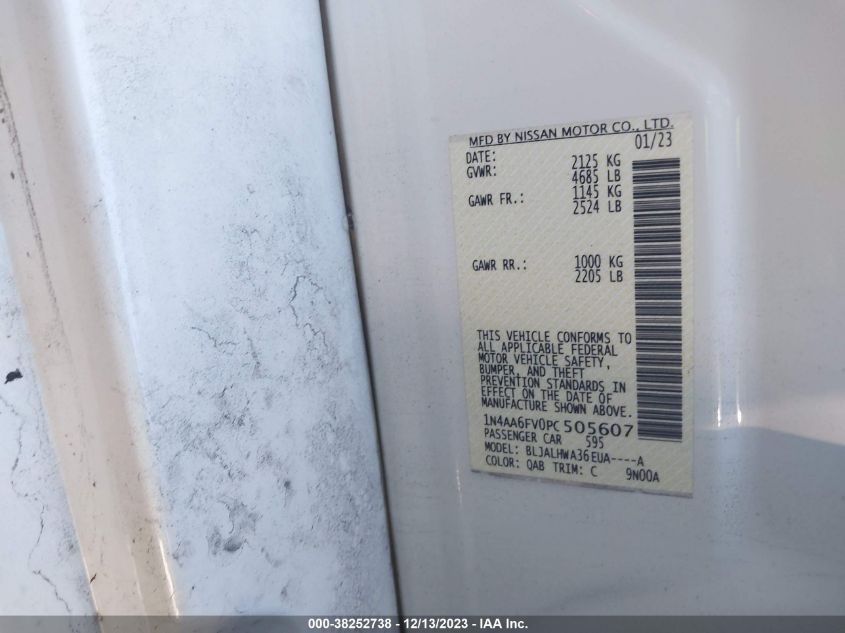 MFD BY NISSAN MOTOR CO., LTD.
DATE: 01/23
GVWR: 2125 KG
4685 LB
GAWR FR.: 1145 KG
2524 LB
GAWR RR.: 1000 KG
2205 LB
THIS VEHICLE CONFORMS TO
ALL APPLICABLE FEDERAL
MOTOR VEHICLE SAFETY,
BUMPER, AND THEFT
PREVENTION STANDARDS IN
EFFECT ON THE DATE OF
MANUFACTURE SHOWN ABOVE.
1N4AA6FV0PC505607
PASSENGER CAR 595
MODEL: BLJALHWA36EUA----A
COLOR: QAB TRIM: C 9N00A
000-38252738 - 12/13/2023 - IAA Inc.